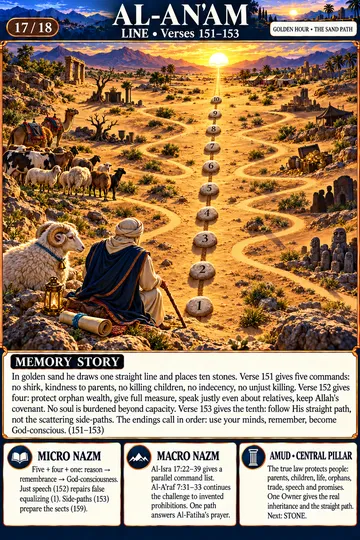 17 / 18
AL-AN'AM
LINE • Verses 151–153
GOLDEN HOUR • THE SAND PATH
10
9
8
7
6
5
4
3
2
1
MEMORY STORY
In golden sand he draws one straight line and places ten stones. Verse 151 gives five commands:
no shirk, kindness to parents, no killing children, no indecency, no unjust killing. Verse 152 gives
four: protect orphan wealth, give full measure, speak justly even about relatives, keep Allah's
covenant. No soul is burdened beyond capacity. Verse 153 gives the tenth: follow His straight path,
not the scattering side-paths. The endings call in order: use your minds, remember, become
God-conscious. (151–153)
MICRO NAZM
Five + four + one: reason →
remembrance → God-consciousness.
Just speech (152) repairs false
equalizing (1). Side-paths (153)
prepare the sects (159).
MACRO NAZM
Al-Isra 17:22–39 gives a
parallel command list.
Al-A'raf 7:31–33 continues
the challenge to invented
prohibitions. One path
answers Al-Fatiha's prayer.
AMUD • CENTRAL PILLAR
The true law protects people:
parents, children, life, orphans,
trade, speech and promises.
One Owner gives the real
inheritance and the straight path.
Next: STONE.